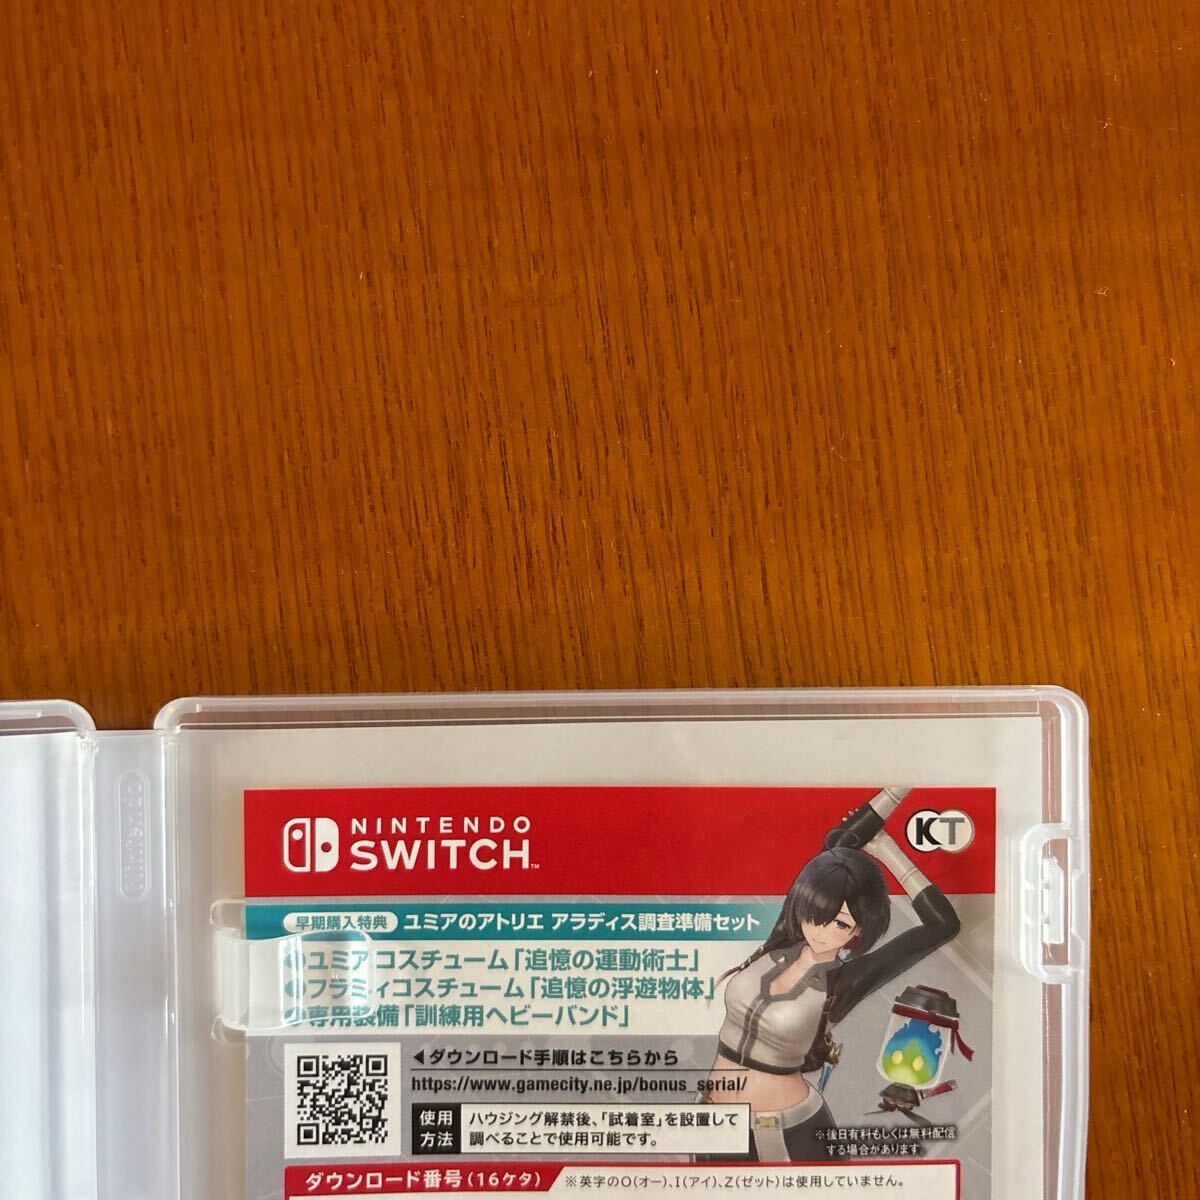 Nintendo
NINTENDO
SWITCH™
KT
早期購入特典 ユミアのアトリエ アラディス調査準備セット
●ユミアコスチューム「追憶の運動術士」
●フラミィコスチューム「追憶の浮遊物体」
●専用装備「訓練用ヘビーバンド」
◀ダウンロード手順はこちらから
https://www.gamecity.ne.jp/bonus_serial/
使用方法
ハウジング解禁後、「試着室」を設置して
調べることで使用可能です。
※後日有料もしくは無料配信
する場合があります
ダウンロード番号(16ケタ) ※英字のO(オー)、I(アイ)、Z(ゼット)は使用していません。